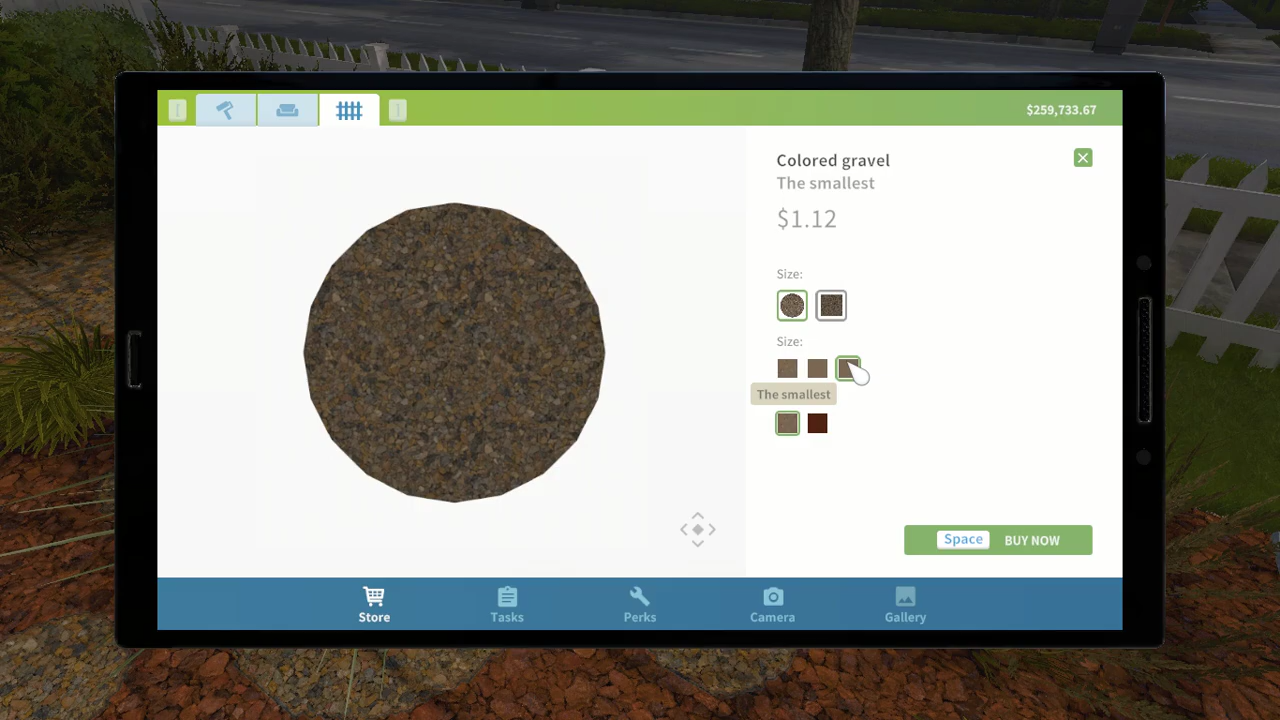 [
]
$259,733.67
Colored gravel
The smallest
$1.12
Size:
Size:
The smallest
Space BUY NOW
Store
Tasks
Perks
Camera
Gallery